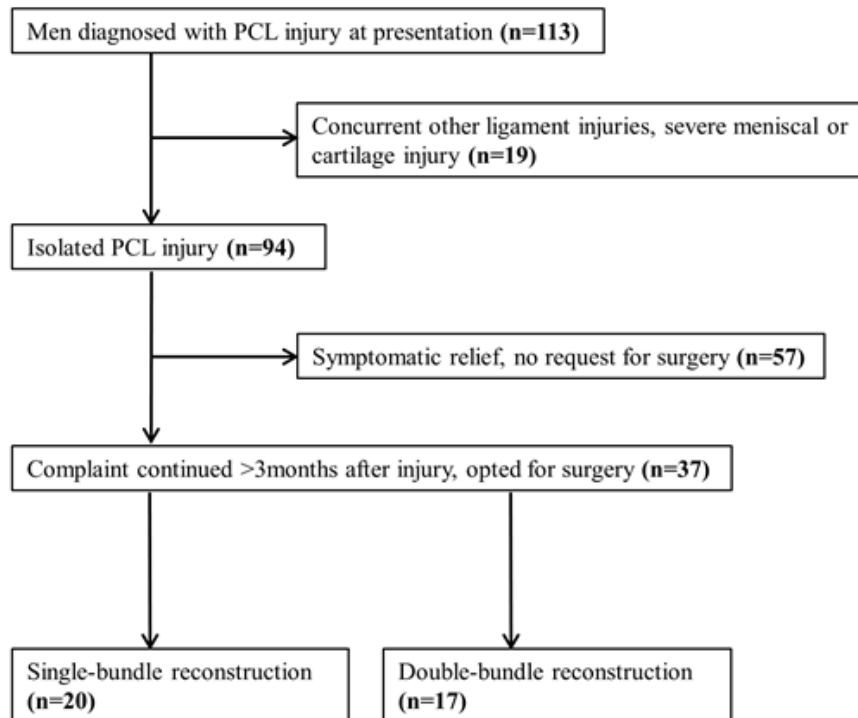 Men diagnosed with PCL injury at presentation (n=113)
Concurrent other ligament injuries, severe meniscal or
cartilage injury (n=19)
Isolated PCL injury (n=94)
Symptomatic relief, no request for surgery (n=57)
Complaint continued >3months after injury, opted for surgery (n=37)
Single-bundle reconstruction
(n=20)
Double-bundle reconstruction
(n=17)